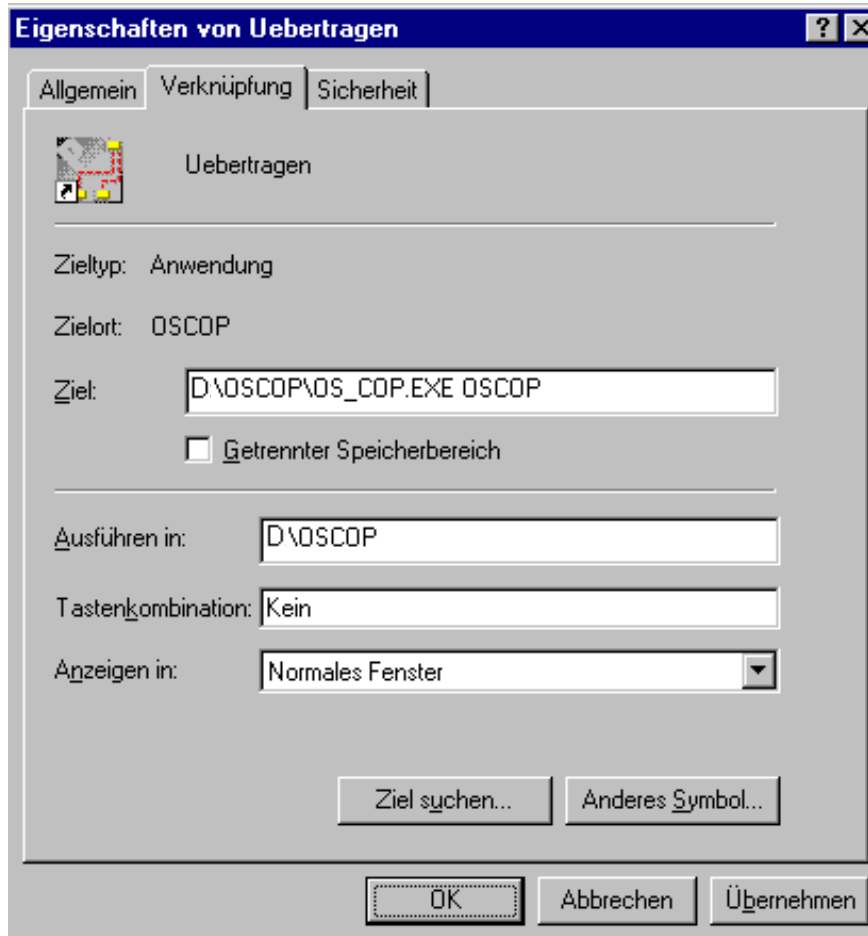 Eigenschaften von Uebertragen
Allgemein Verknüpfung Sicherheit
Uebertragen
Zieltyp: Anwendung
Zielort: OSCOP
Ziel: D:\OSCOP\OS_COP.EXE OSCOP
Getrennter Speicherbereich
Ausführen in: D:\OSCOP
Tastenkombination: Kein
Anzeigen in: Normales Fenster
Ziel suchen... Anderes Symbol...
OK Abbrechen Übernehmen